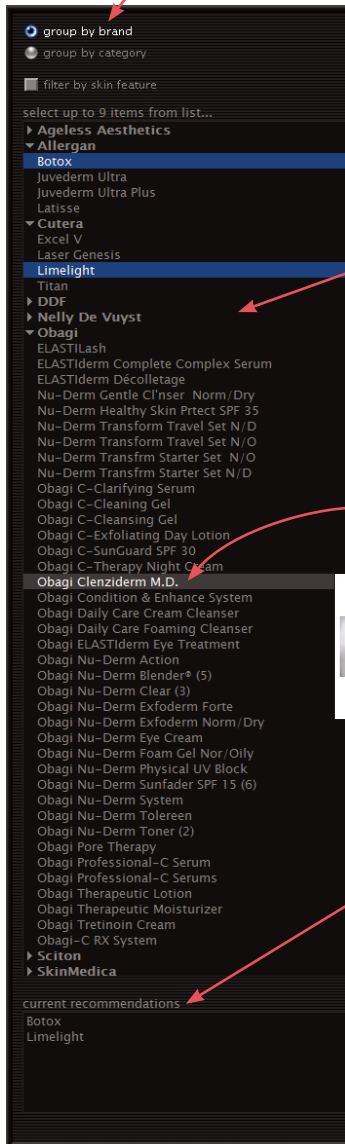 group by brand
group by category
filter by skin feature
select up to 9 items from list...
Ageless Aesthetics
Allergan
Botox
Juvederm Ultra
Juvederm Ultra Plus
Latisse
Cutera
Excel V
Laser Genesis
Limelight
Titan
DDF
Nelly De Vuyst
Obagi
ELASTILash
ELASTIderm Complete Complex Serum
ELASTIderm Décolletage
Nu-Derm Gentle Cl'nser Norm/Dry
Nu-Derm Healthy Skin Prtect SPF 35
Nu-Derm Transform Travel Set N/D
Nu-Derm Transform Travel Set N/O
Nu-Derm Transfrm Starter Set N/O
Nu-Derm Transfrm Starter Set N/D
Obagi C-Clarifying Serum
Obagi C-Cleaning Gel
Obagi C-Cleansing Gel
Obagi C-Exfoliating Day Lotion
Obagi C-SunGuard SPF 30
Obagi C-Therapy Night Cream
Obagi Clenziderm M.D.
Obagi Condition & Enhance System
Obagi Daily Care Cream Cleanser
Obagi Daily Care Foaming Cleanser
Obagi ELASTIderm Eye Treatment
Obagi Nu-Derm Action
Obagi Nu-Derm Blender® (5)
Obagi Nu-Derm Clear (3)
Obagi Nu-Derm Exfoderm Forte
Obagi Nu-Derm Exfoderm Norm/Dry
Obagi Nu-Derm Eye Cream
Obagi Nu-Derm Foam Gel Nor/Oily
Obagi Nu-Derm Physical UV Block
Obagi Nu-Derm Sunfader SPF 15 (6)
Obagi Nu-Derm System
Obagi Nu-Derm Tolereen
Obagi Nu-Derm Toner (2)
Obagi Pore Therapy
Obagi Professional-C Serum
Obagi Professional-C Serums
Obagi Therapeutic Lotion
Obagi Therapeutic Moisturizer
Obagi Tretinoin Cream
Obagi-C RX System
Sciton
SkinMedica
current recommendations
Botox
Limelight